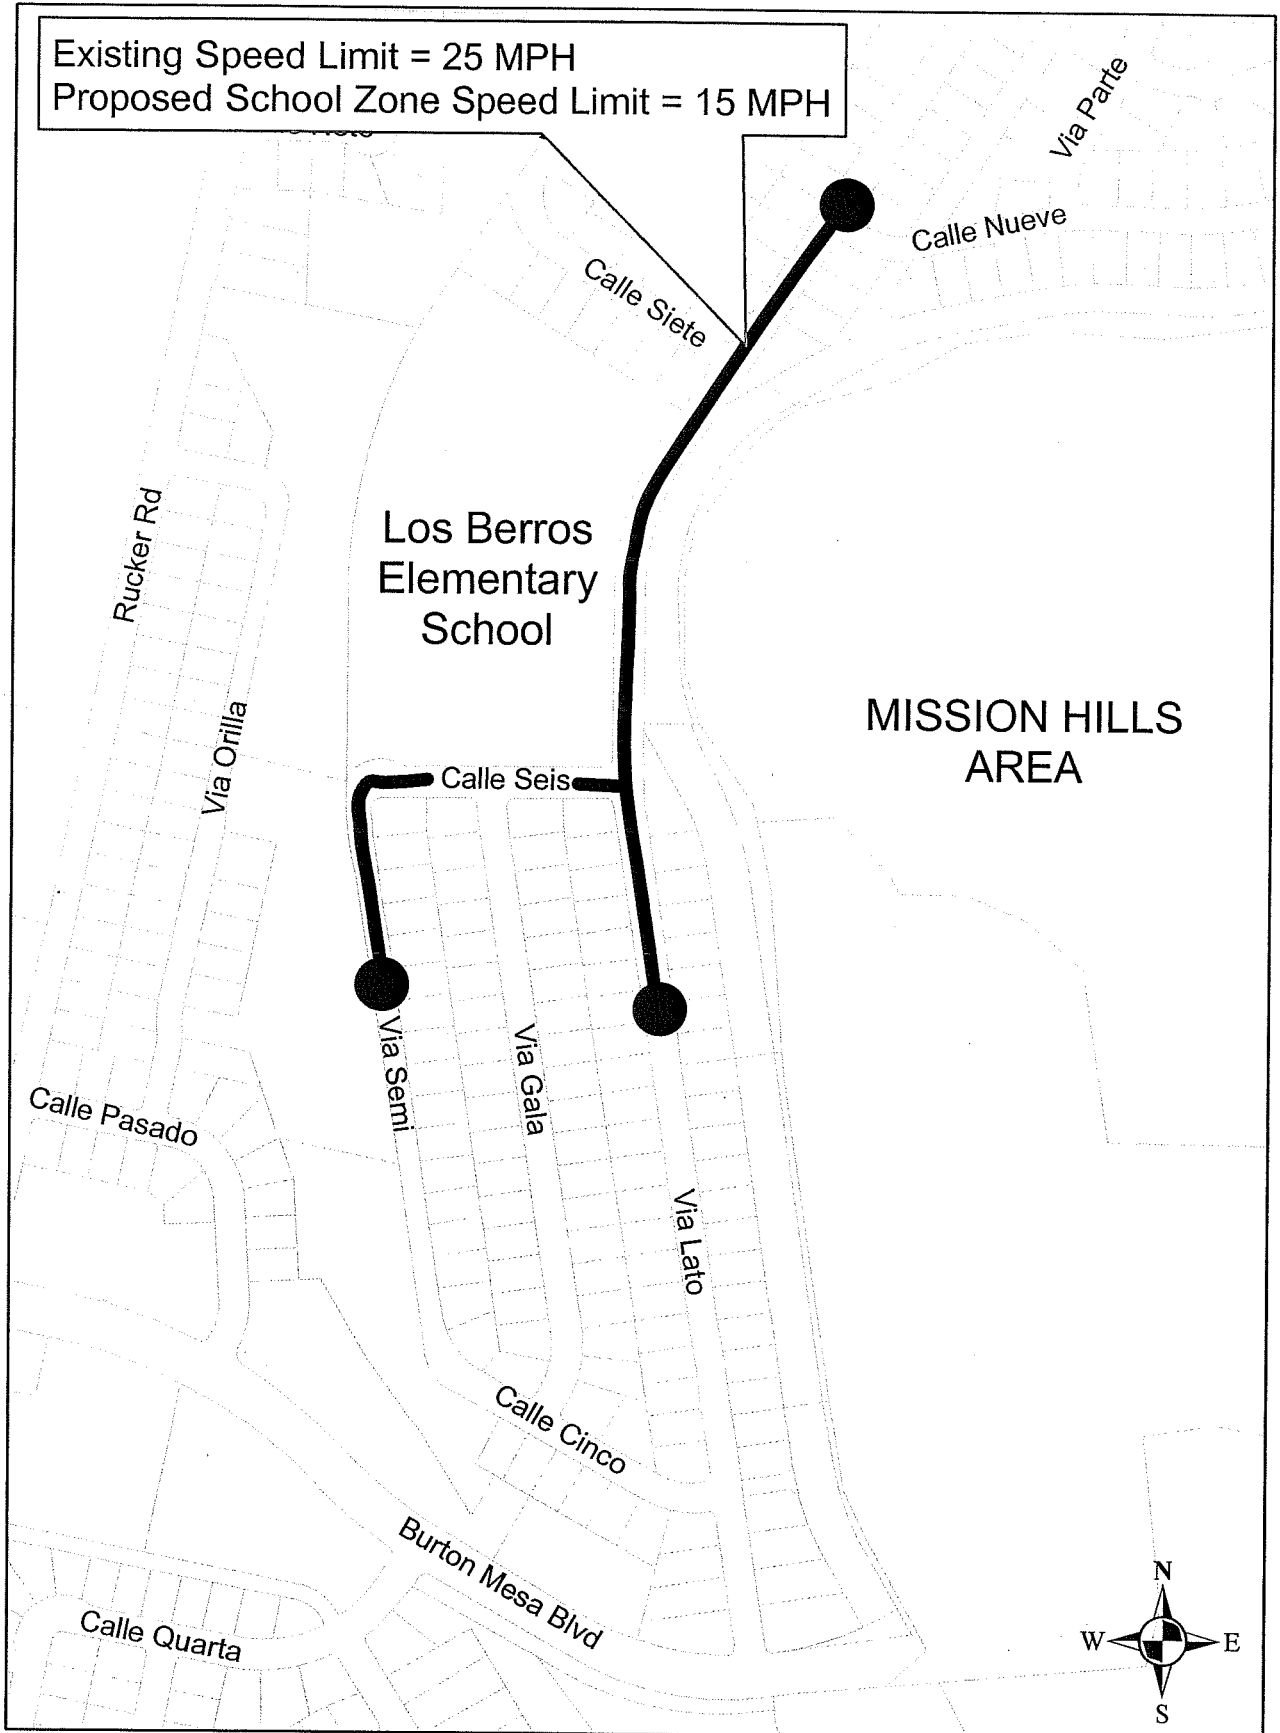 Existing Speed Limit = 25 MPH
Proposed School Zone Speed Limit = 15 MPH
Via Parte
Calle Nueve
Calle Siete
Rucker Rd
Los Berros
Elementary
School
MISSION HILLS
AREA
Via Orilla
Calle Seis
Via Semi
Via Gala
Calle Pasado
Via Lato
Calle Cinco
Burton Mesa Blvd
Calle Quarta
N
W
E
S